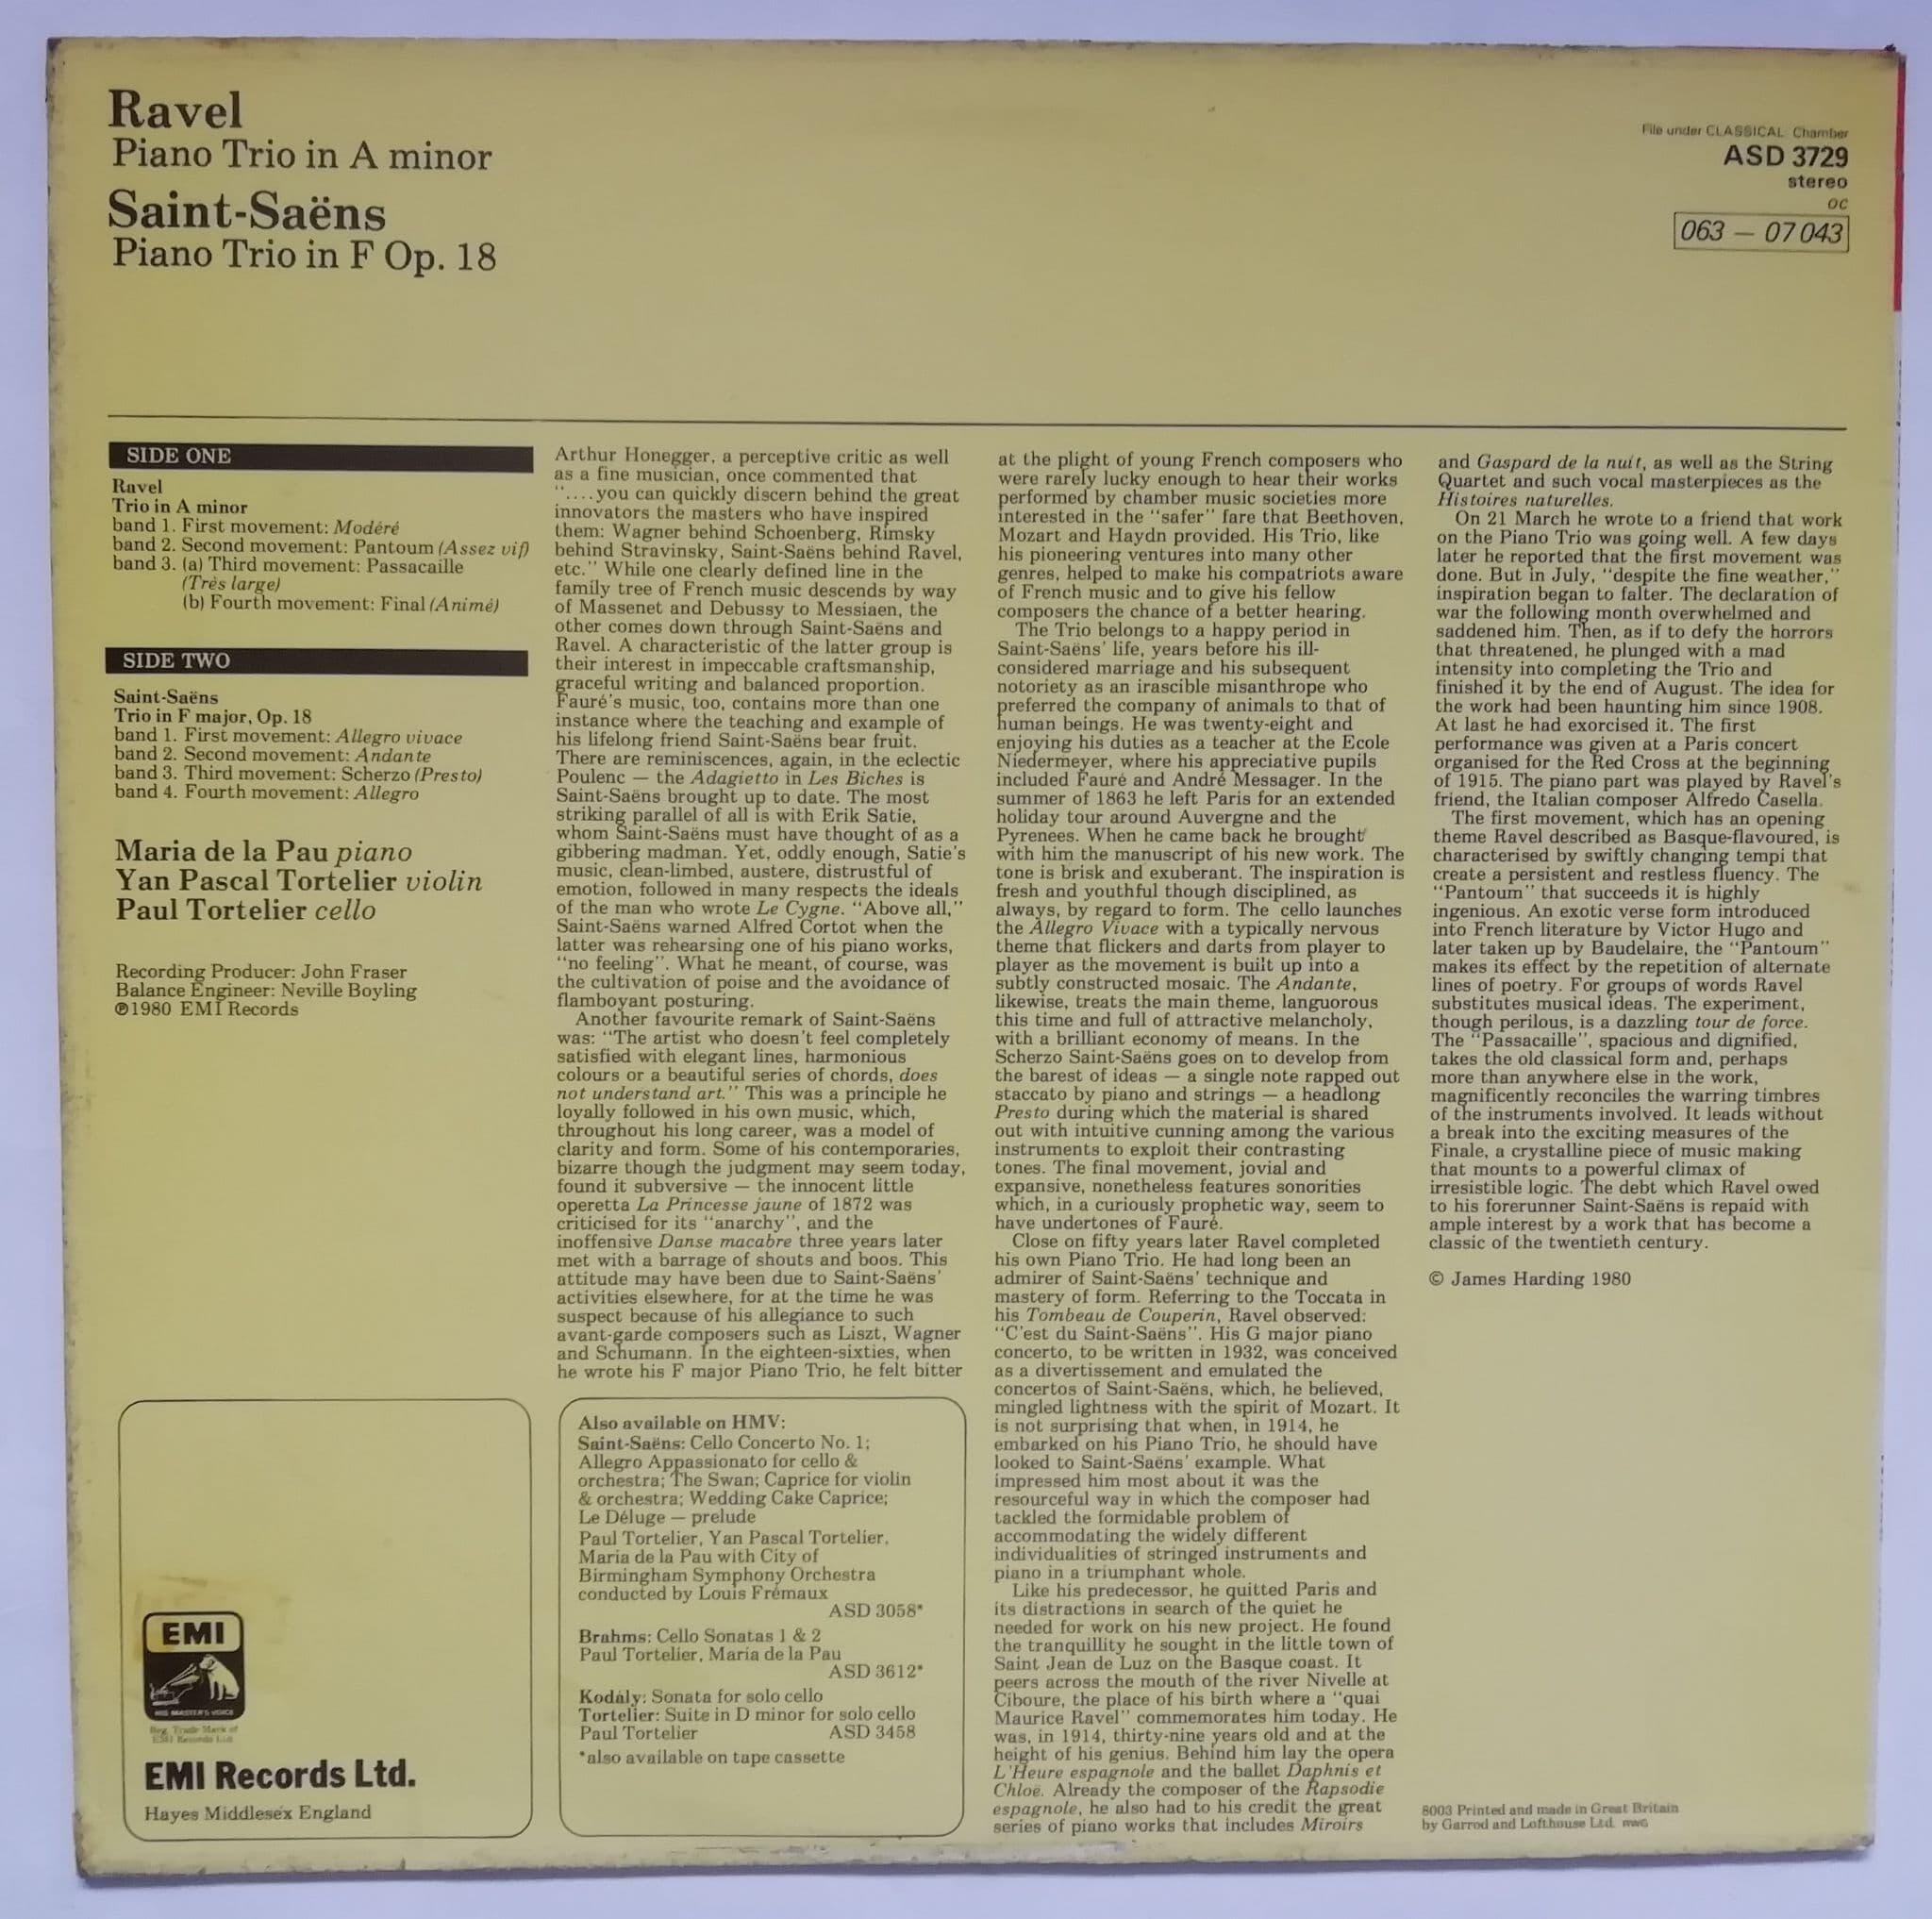 Ravel
Piano Trio in A minor
Saint-Saëns
Piano Trio in F Op. 18
File under CLASSICAL: Chamber
ASD 3729
stereo
OC
063 — 07 043
SIDE ONE
Ravel
Trio in A minor
band 1. First movement: Modéré
band 2. Second movement: Pantoum (Assez vif)
band 3. (a) Third movement: Passacaille
(Très large)
(b) Fourth movement: Final (Animé)
SIDE TWO
Saint-Saëns
Trio in F major, Op. 18
band 1. First movement: Allegro vivace
band 2. Second movement: Andante
band 3. Third movement: Scherzo (Presto)
band 4. Fourth movement: Allegro
Maria de la Pau piano
Yan Pascal Tortelier violin
Paul Tortelier cello
Recording Producer: John Fraser
Balance Engineer: Neville Boyling
℗1980 EMI Records
EMI
HIS MASTER'S VOICE
Reg. Trade Mark of
EMI Records Ltd
EMI Records Ltd.
Hayes Middlesex England
Arthur Honegger, a perceptive critic as well
as a fine musician, once commented that
"....you can quickly discern behind the great
innovators the masters who have inspired
them: Wagner behind Schoenberg, Rimsky
behind Stravinsky, Saint-Saëns behind Ravel,
etc." While one clearly defined line in the
family tree of French music descends by way
of Massenet and Debussy to Messiaen, the
other comes down through Saint-Saëns and
Ravel. A characteristic of the latter group is
their interest in impeccable craftsmanship,
graceful writing and balanced proportion.
Fauré's music, too, contains more than one
instance where the teaching and example of
his lifelong friend Saint-Saëns bear fruit.
There are reminiscences, again, in the eclectic
Poulenc — the Adagietto in Les Biches is
Saint-Saëns brought up to date. The most
striking parallel of all is with Erik Satie,
whom Saint-Saëns must have thought of as a
gibbering madman. Yet, oddly enough, Satie's
music, clean-limbed, austere, distrustful of
emotion, followed in many respects the ideals
of the man who wrote Le Cygne. "Above all,"
Saint-Saëns warned Alfred Cortot when the
latter was rehearsing one of his piano works,
"no feeling". What he meant, of course, was
the cultivation of poise and the avoidance of
flamboyant posturing.
Another favourite remark of Saint-Saëns
was: "The artist who doesn't feel completely
satisfied with elegant lines, harmonious
colours or a beautiful series of chords, does
not understand art." This was a principle he
loyally followed in his own music, which,
throughout his long career, was a model of
clarity and form. Some of his contemporaries,
bizarre though the judgment may seem today,
found it subversive — the innocent little
operetta La Princesse jaune of 1872 was
criticised for its "anarchy", and the
inoffensive Danse macabre three years later
met with a barrage of shouts and boos. This
attitude may have been due to Saint-Saëns'
activities elsewhere, for at the time he was
suspect because of his allegiance to such
avant-garde composers such as Liszt, Wagner
and Schumann. In the eighteen-sixties, when
he wrote his F major Piano Trio, he felt bitter
Also available on HMV:
Saint-Saëns: Cello Concerto No. 1;
Allegro Appassionato for cello &
orchestra; The Swan; Caprice for violin
& orchestra; Wedding Cake Caprice;
Le Déluge — prelude
Paul Tortelier, Yan Pascal Tortelier,
Maria de la Pau with City of
Birmingham Symphony Orchestra
conducted by Louis Frémaux
ASD 3058*
Brahms: Cello Sonatas 1 & 2
Paul Tortelier, Maria de la Pau
ASD 3612*
Kodály: Sonata for solo cello
Tortelier: Suite in D minor for solo cello
Paul Tortelier ASD 3458
*also available on tape cassette
at the plight of young French composers who
were rarely lucky enough to hear their works
performed by chamber music societies more
interested in the "safer" fare that Beethoven,
Mozart and Haydn provided. His Trio, like
his pioneering ventures into many other
genres, helped to make his compatriots aware
of French music and to give his fellow
composers the chance of a better hearing.
The Trio belongs to a happy period in
Saint-Saëns' life, years before his ill-
considered marriage and his subsequent
notoriety as an irascible misanthrope who
preferred the company of animals to that of
human beings. He was twenty-eight and
enjoying his duties as a teacher at the Ecole
Niedermeyer, where his appreciative pupils
included Fauré and André Messager. In the
summer of 1863 he left Paris for an extended
holiday tour around Auvergne and the
Pyrenees. When he came back he brought
with him the manuscript of his new work. The
tone is brisk and exuberant. The inspiration is
fresh and youthful though disciplined, as
always, by regard to form. The cello launches
the Allegro Vivace with a typically nervous
theme that flickers and darts from player to
player as the movement is built up into a
subtly constructed mosaic. The Andante,
likewise, treats the main theme, languorous
this time and full of attractive melancholy,
with a brilliant economy of means. In the
Scherzo Saint-Saëns goes on to develop from
the barest of ideas — a single note rapped out
staccato by piano and strings — a headlong
Presto during which the material is shared
out with intuitive cunning among the various
instruments to exploit their contrasting
tones. The final movement, jovial and
expansive, nonetheless features sonorities
which, in a curiously prophetic way, seem to
have undertones of Fauré.
Close on fifty years later Ravel completed
his own Piano Trio. He had long been an
admirer of Saint-Saëns' technique and
mastery of form. Referring to the Toccata in
his Tombeau de Couperin, Ravel observed:
"C'est du Saint-Saëns". His G major piano
concerto, to be written in 1932, was conceived
as a divertissement and emulated the
concertos of Saint-Saëns, which, he believed,
mingled lightness with the spirit of Mozart. It
is not surprising that when, in 1914, he
embarked on his Piano Trio, he should have
looked to Saint-Saëns' example. What
impressed him most about it was the
resourceful way in which the composer had
tackled the formidable problem of
accommodating the widely different
individualities of stringed instruments and
piano in a triumphant whole.
Like his predecessor, he quitted Paris and
its distractions in search of the quiet he
needed for work on his new project. He found
the tranquillity he sought in the little town of
Saint Jean de Luz on the Basque coast. It
peers across the mouth of the river Nivelle at
Ciboure, the place of his birth where a "quai
Maurice Ravel" commemorates him today. He
was, in 1914, thirty-nine years old and at the
height of his genius. Behind him lay the opera
L'Heure espagnole and the ballet Daphnis et
Chloë. Already the composer of the Rapsodie
espagnole, he also had to his credit the great
series of piano works that includes Miroirs
and Gaspard de la nuit, as well as the String
Quartet and such vocal masterpieces as the
Histoires naturelles.
On 21 March he wrote to a friend that work
on the Piano Trio was going well. A few days
later he reported that the first movement was
done. But in July, "despite the fine weather,"
inspiration began to falter. The declaration of
war the following month overwhelmed and
saddened him. Then, as if to defy the horrors
that threatened, he plunged with a mad
intensity into completing the Trio and
finished it by the end of August. The idea for
the work had been haunting him since 1908.
At last he had exorcised it. The first
performance was given at a Paris concert
organised for the Red Cross at the beginning
of 1915. The piano part was played by Ravel's
friend, the Italian composer Alfredo Casella.
The first movement, which has an opening
theme Ravel described as Basque-flavoured, is
characterised by swiftly changing tempi that
create a persistent and restless fluency. The
"Pantoum" that succeeds it is highly
ingenious. An exotic verse form introduced
into French literature by Victor Hugo and
later taken up by Baudelaire, the "Pantoum"
makes its effect by the repetition of alternate
lines of poetry. For groups of words Ravel
substitutes musical ideas. The experiment,
though perilous, is a dazzling tour de force.
The "Passacaille", spacious and dignified,
takes the old classical form and, perhaps
more than anywhere else in the work,
magnificently reconciles the warring timbres
of the instruments involved. It leads without
a break into the exciting measures of the
Finale, a crystalline piece of music making
that mounts to a powerful climax of
irresistible logic. The debt which Ravel owed
to his forerunner Saint-Saëns is repaid with
ample interest by a work that has become a
classic of the twentieth century.
© James Harding 1980
8003 Printed and made in Great Britain
by Garrod and Lofthouse Ltd. RWG